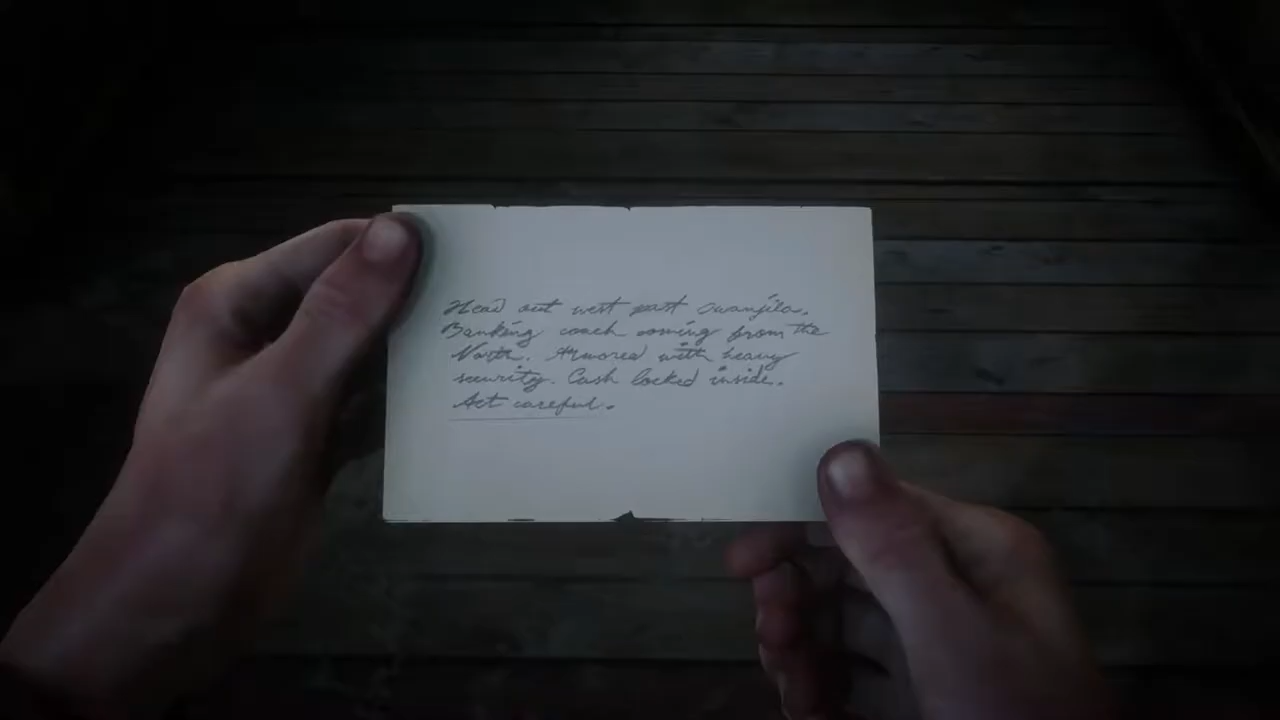 Head out west past Owanjila.
Banking coach coming from the
North. Armored with heavy
security. Cash locked inside.
Act careful.